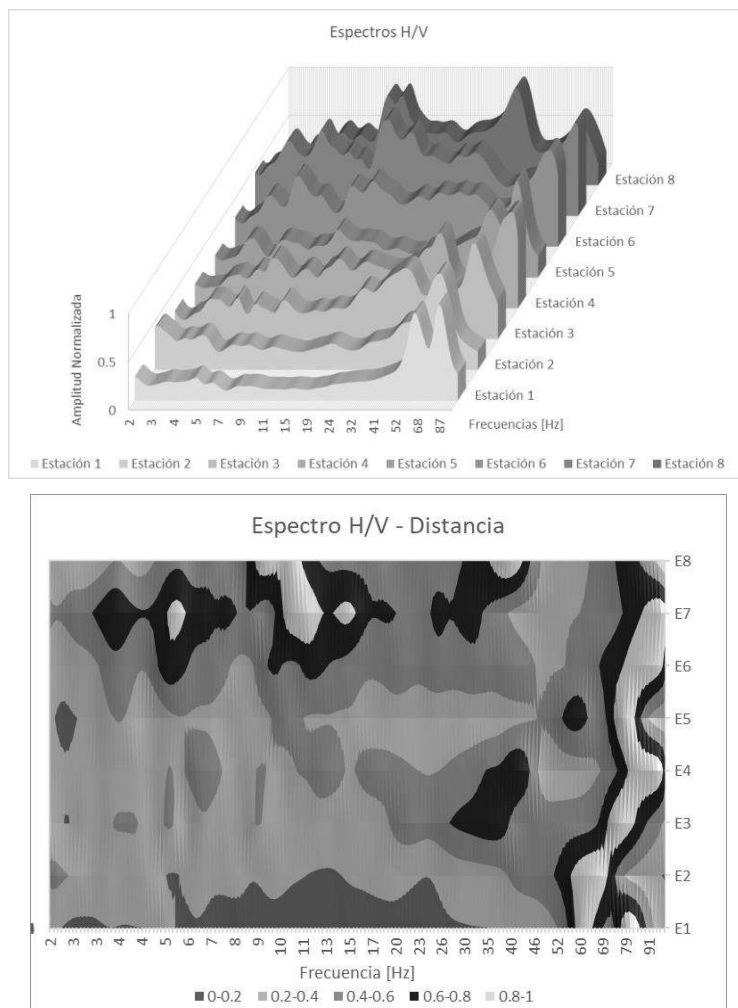 Espectros H/V
Amplitud Normalizada
1
0.5
0
2
3
4
5
7
9
11
15
19
24
32
41
52
68
87
Frecuencias [Hz]
Estación 8
Estación 7
Estación 6
Estación 5
Estación 4
Estación 3
Estación 2
Estación 1
Estación 1 Estación 2 Estación 3 Estación 4 Estación 5 Estación 6 Estación 7 Estación 8
Espectro H/V - Distancia
E8
E7
E6
E5
E4
E3
E2
E1
2 3 3 4 4 5 6 7 8 9 10 11 13 15 17 20 23 26 30 35 40 46 52 60 69 79 91
Frecuencia [Hz]
0-0.2 0.2-0.4 0.4-0.6 0.6-0.8 0.8-1